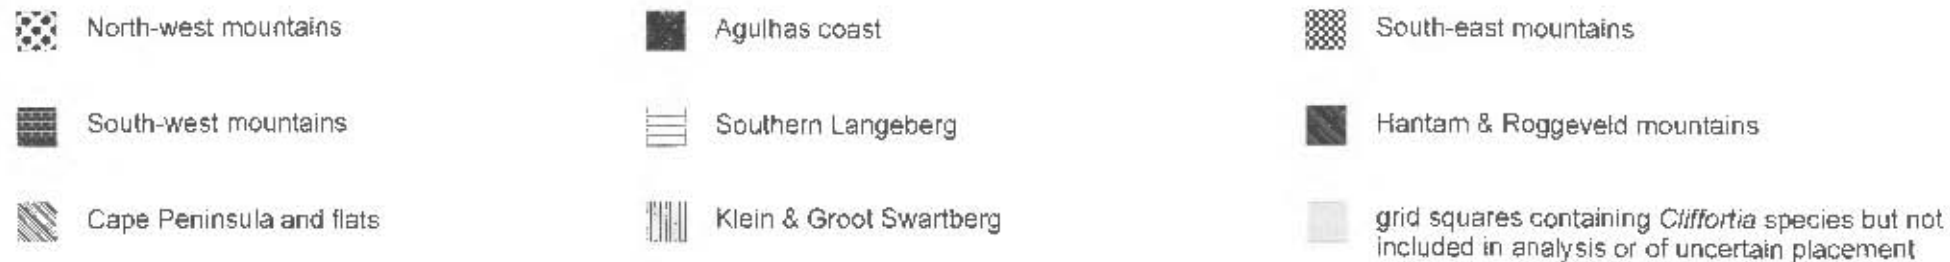 North-west mountains
Agulhas coast
South-east mountains
South-west mountains
Southern Langeberg
Hantam & Roggeveld mountains
Cape Peninsula and flats
Klein & Groot Swartberg
grid squares containing Cliffortia species but not
included in analysis or of uncertain placement